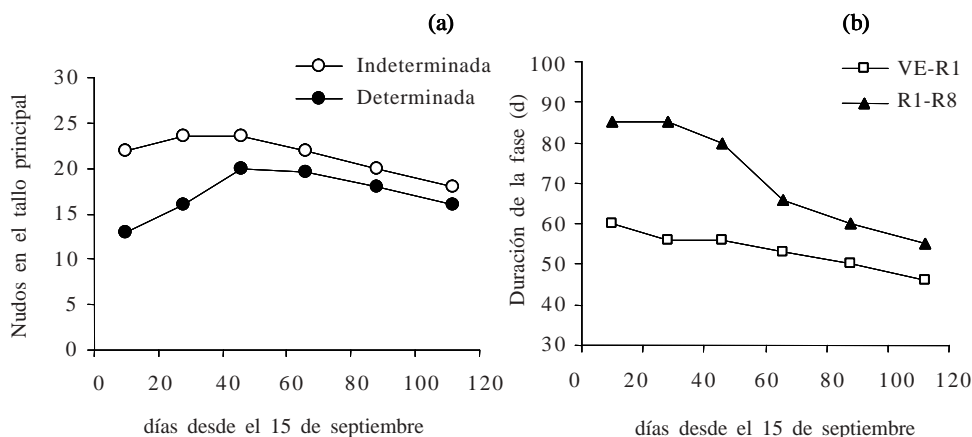 (a)
Indeterminada
Determinada
30
25
20
15
10
5
0
0 20 40 60 80 100 120
Nudos en el tallo principal
días desde el 15 de septiembre
(b)
VE-R1
R1-R8
100
90
80
70
60
50
40
30
0 20 40 60 80 100 120
Duración de la fase (d)
días desde el 15 de septiembre